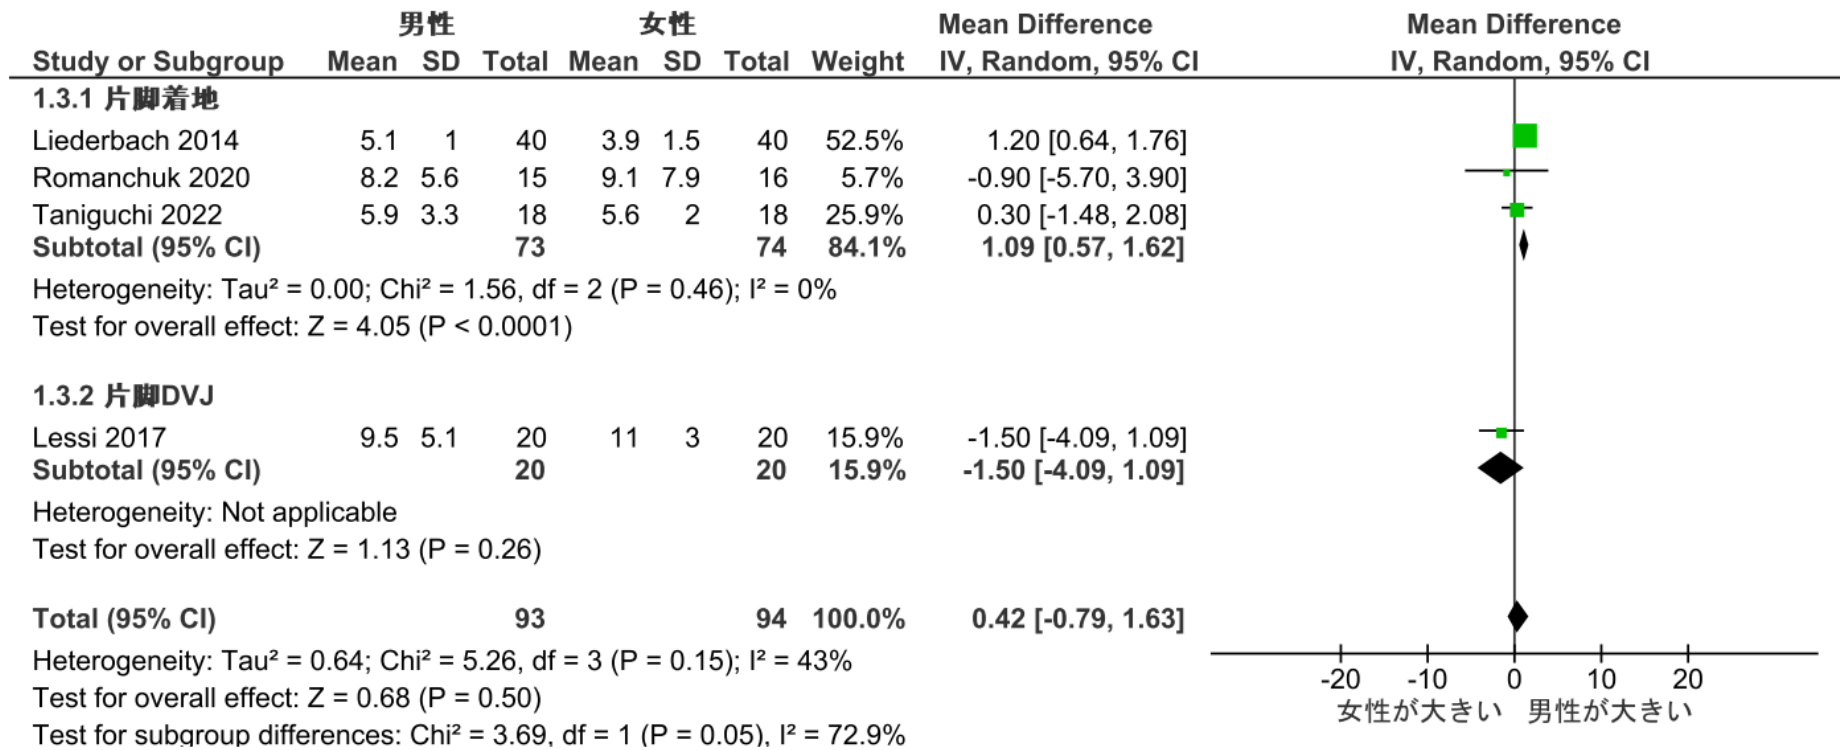 男性 女性 Mean Difference Mean Difference
Study or Subgroup Mean SD Total Mean SD Total Weight IV, Random, 95% CI IV, Random, 95% CI
1.3.1 片脚着地
Liederbach 2014 5.1 1 40 3.9 1.5 40 52.5% 1.20 [0.64, 1.76]
Romanchuk 2020 8.2 5.6 15 9.1 7.9 16 5.7% -0.90 [-5.70, 3.90]
Taniguchi 2022 5.9 3.3 18 5.6 2 18 25.9% 0.30 [-1.48, 2.08]
Subtotal (95% CI) 73 74 84.1% 1.09 [0.57, 1.62]
Heterogeneity: Tau² = 0.00; Chi² = 1.56, df = 2 (P = 0.46); I² = 0%
Test for overall effect: Z = 4.05 (P < 0.0001)
1.3.2 片脚DVJ
Lessi 2017 9.5 5.1 20 11 3 20 15.9% -1.50 [-4.09, 1.09]
Subtotal (95% CI) 20 20 15.9% -1.50 [-4.09, 1.09]
Heterogeneity: Not applicable
Test for overall effect: Z = 1.13 (P = 0.26)
Total (95% CI) 93 94 100.0% 0.42 [-0.79, 1.63]
Heterogeneity: Tau² = 0.64; Chi² = 5.26, df = 3 (P = 0.15); I² = 43%
Test for overall effect: Z = 0.68 (P = 0.50)
Test for subgroup differences: Chi² = 3.69, df = 1 (P = 0.05), I² = 72.9%
-20 -10 0 10 20
女性が大きい 男性が大きい